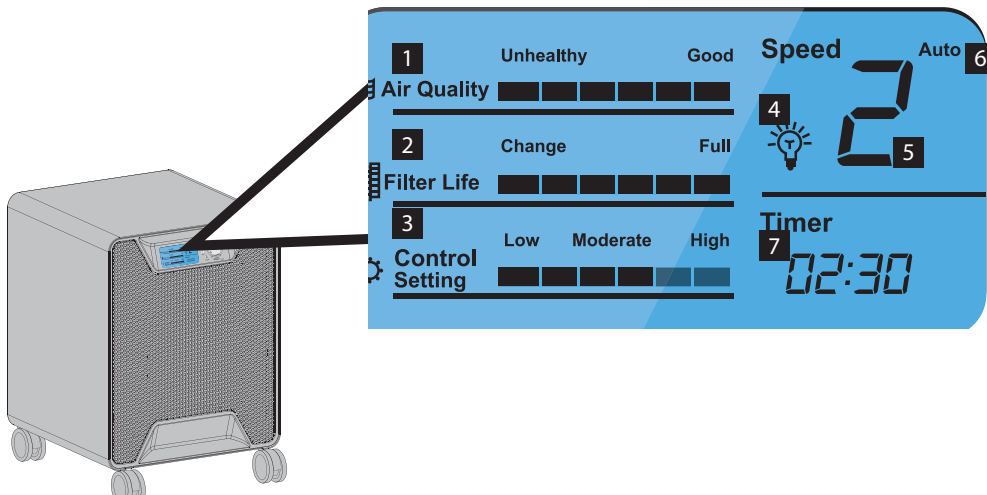 1
Unhealthy Good
Air Quality
2
Change Full
Filter Life
3
Low Moderate High
Control
Setting
Speed Auto 6
4
2
5
Timer
7
02:30